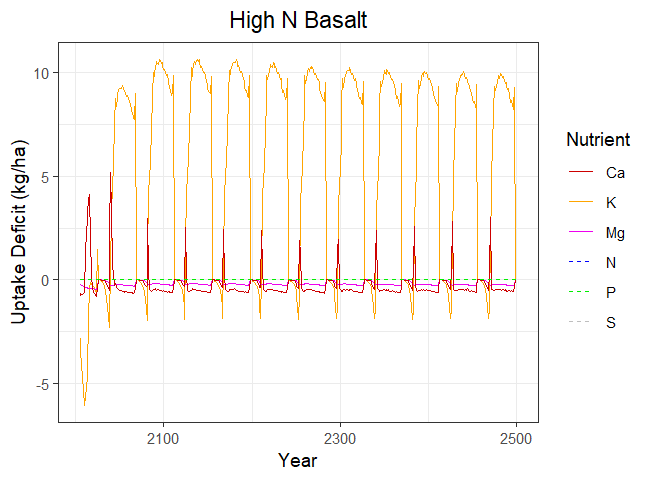 High N Basalt
Uptake Deficit (kg/ha)
10
5
0
-5
2100
2300
2500
Year
Nutrient
Ca
K
Mg
N
P
S